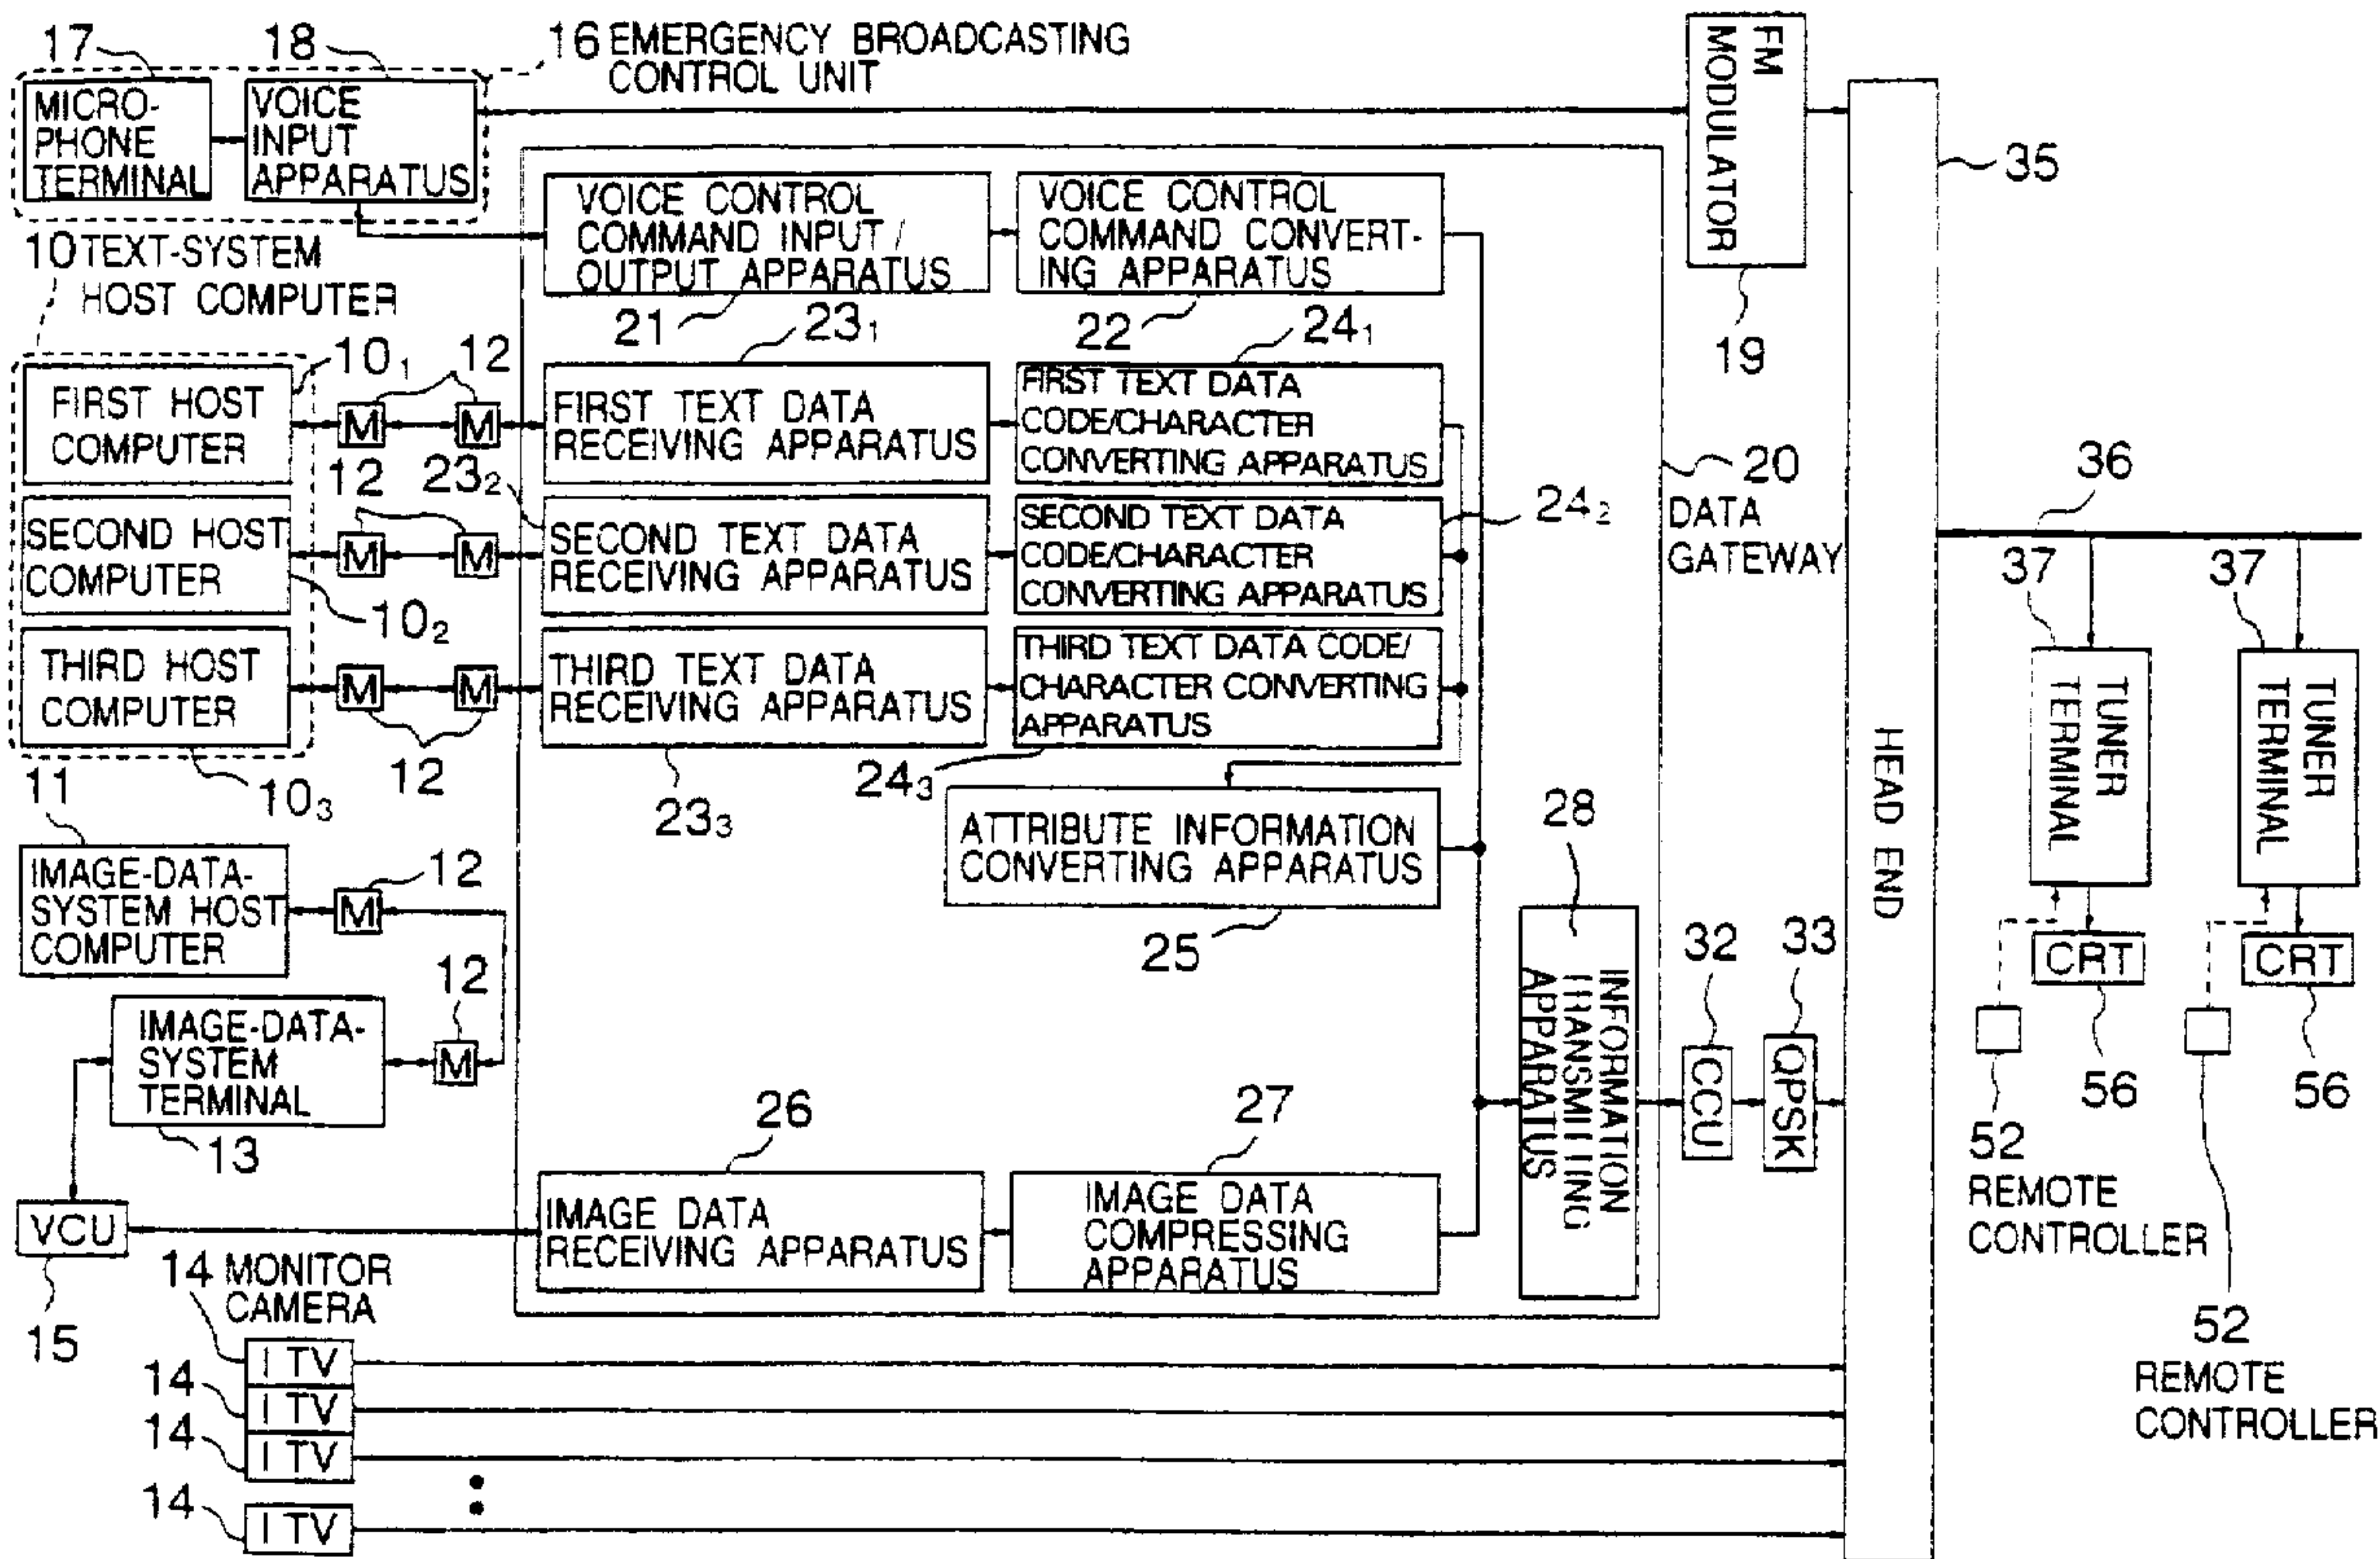 17
18
16 EMERGENCY BROADCASTING
CONTROL UNIT
MICRO-
PHONE
TERMINAL
VOICE
INPUT
APPARATUS
FM
MODULATOR
19
35
10 TEXT-SYSTEM
HOST COMPUTER
VOICE CONTROL
COMMAND INPUT/
OUTPUT APPARATUS
21
VOICE CONTROL
COMMAND CONVERT-
ING APPARATUS
22
10₁
12
23₁
24₁
FIRST HOST
COMPUTER
M
M
FIRST TEXT DATA
RECEIVING APPARATUS
FIRST TEXT DATA
CODE/CHARACTER
CONVERTING APPARATUS
20
DATA
GATEWAY
12
23₂
SECOND HOST
COMPUTER
10₂
M
M
SECOND TEXT DATA
RECEIVING APPARATUS
SECOND TEXT DATA
CODE/CHARACTER
CONVERTING APPARATUS
24₂
THIRD HOST
COMPUTER
10₃
M
M
12
THIRD TEXT DATA
RECEIVING APPARATUS
23₃
THIRD TEXT DATA CODE/
CHARACTER CONVERTING
APPARATUS
24₃
11
IMAGE-DATA-
SYSTEM HOST
COMPUTER
12
M
ATTRIBUTE INFORMATION
CONVERTING APPARATUS
25
28
INFORMATION
TRANSMITTING
APPARATUS
32
CCU
33
QPSK
HEAD END
36
37
37
TUNER
TERMINAL
TUNER
TERMINAL
CRT
CRT
56
56
52
REMOTE
CONTROLLER
52
REMOTE
CONTROLLER
12
IMAGE-DATA-
SYSTEM
TERMINAL
M
13
VCU
15
26
IMAGE DATA
RECEIVING APPARATUS
27
IMAGE DATA
COMPRESSING
APPARATUS
14 MONITOR
CAMERA
ITV
14
ITV
14
ITV
14
ITV